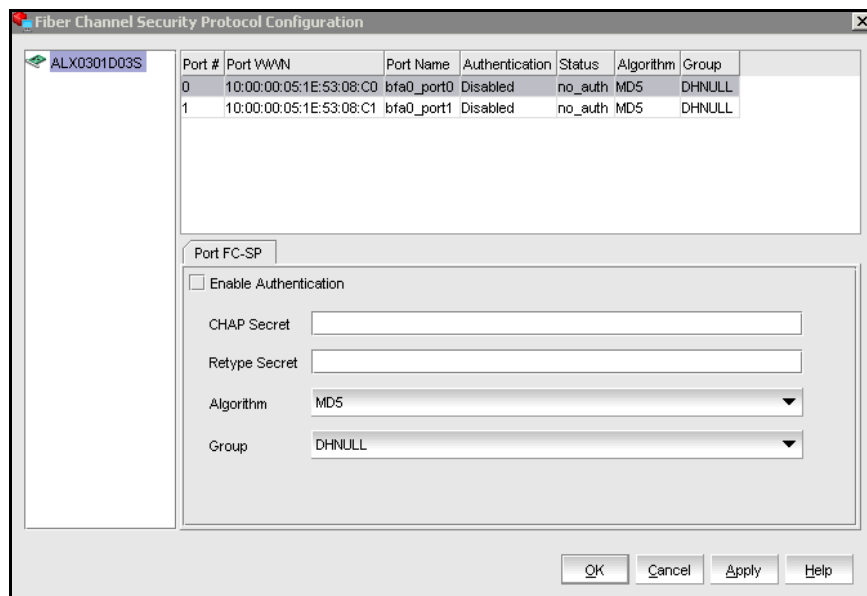 Fiber Channel Security Protocol Configuration
ALX0301D03S
Port # Port WWN Port Name Authentication Status Algorithm Group
0 10:00:00:05:1E:53:08:C0 bfa0_port0 Disabled no_auth MD5 DHNULL
1 10:00:00:05:1E:53:08:C1 bfa0_port1 Disabled no_auth MD5 DHNULL
Port FC-SP
Enable Authentication
CHAP Secret
Retype Secret
Algorithm MD5
Group DHNULL
OK Cancel Apply Help